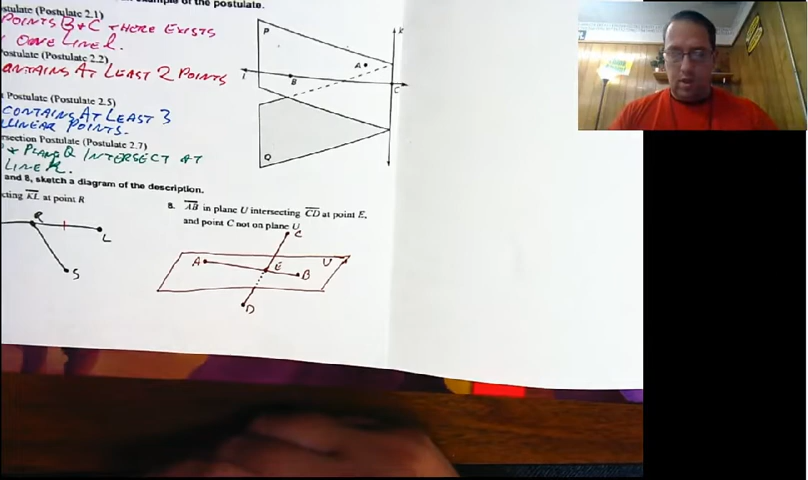 example of the postulate.
stulate (Postulate 2.1)
POINTS B & C THERE EXISTS
ONE LINE l.
Postulate (Postulate 2.2)
ONTAINS AT LEAST 2 POINTS
t Postulate (Postulate 2.5)
CONTAINS AT LEAST 3
LINEAR POINTS.
rsection Postulate (Postulate 2.7)
+ PLANE Q INTERSECT AT
LINE K.
P
A
K
l
B
C
Q
and 8, sketch a diagram of the description.
cting KL at point R
R
L
S
8. AB in plane U intersecting CD at point E,
and point C not on plane U
C
A
E
U
B
D